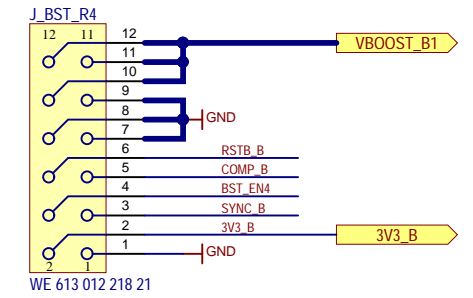 J_BST_R4
12 11 12 VBOOST_B1
11
10
9
8 GND
7
6 RSTB_B
5 COMP_B
4 BST_EN4
3 SYNC_B
2 3V3_B 3V3_B
1 GND
2 1
WE 613 012 218 21